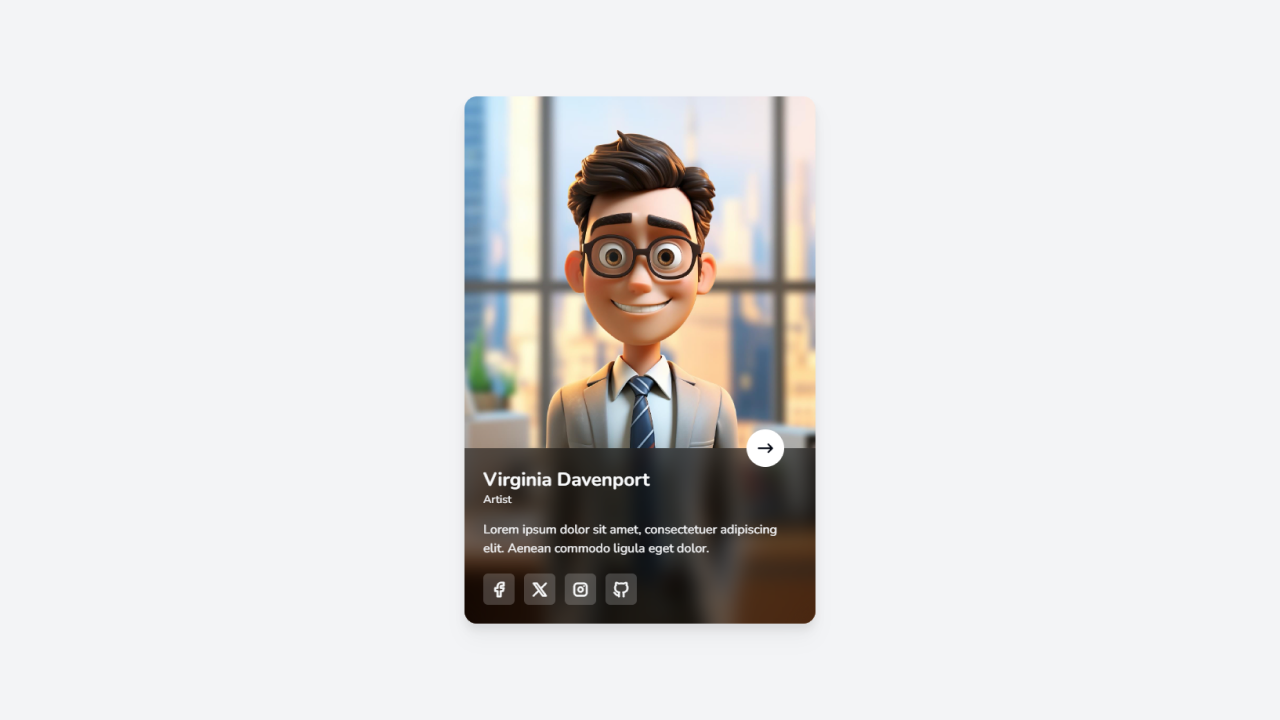 Virginia Davenport
Artist
Lorem ipsum dolor sit amet, consectetuer adipiscing
elit. Aenean commodo ligula eget dolor.